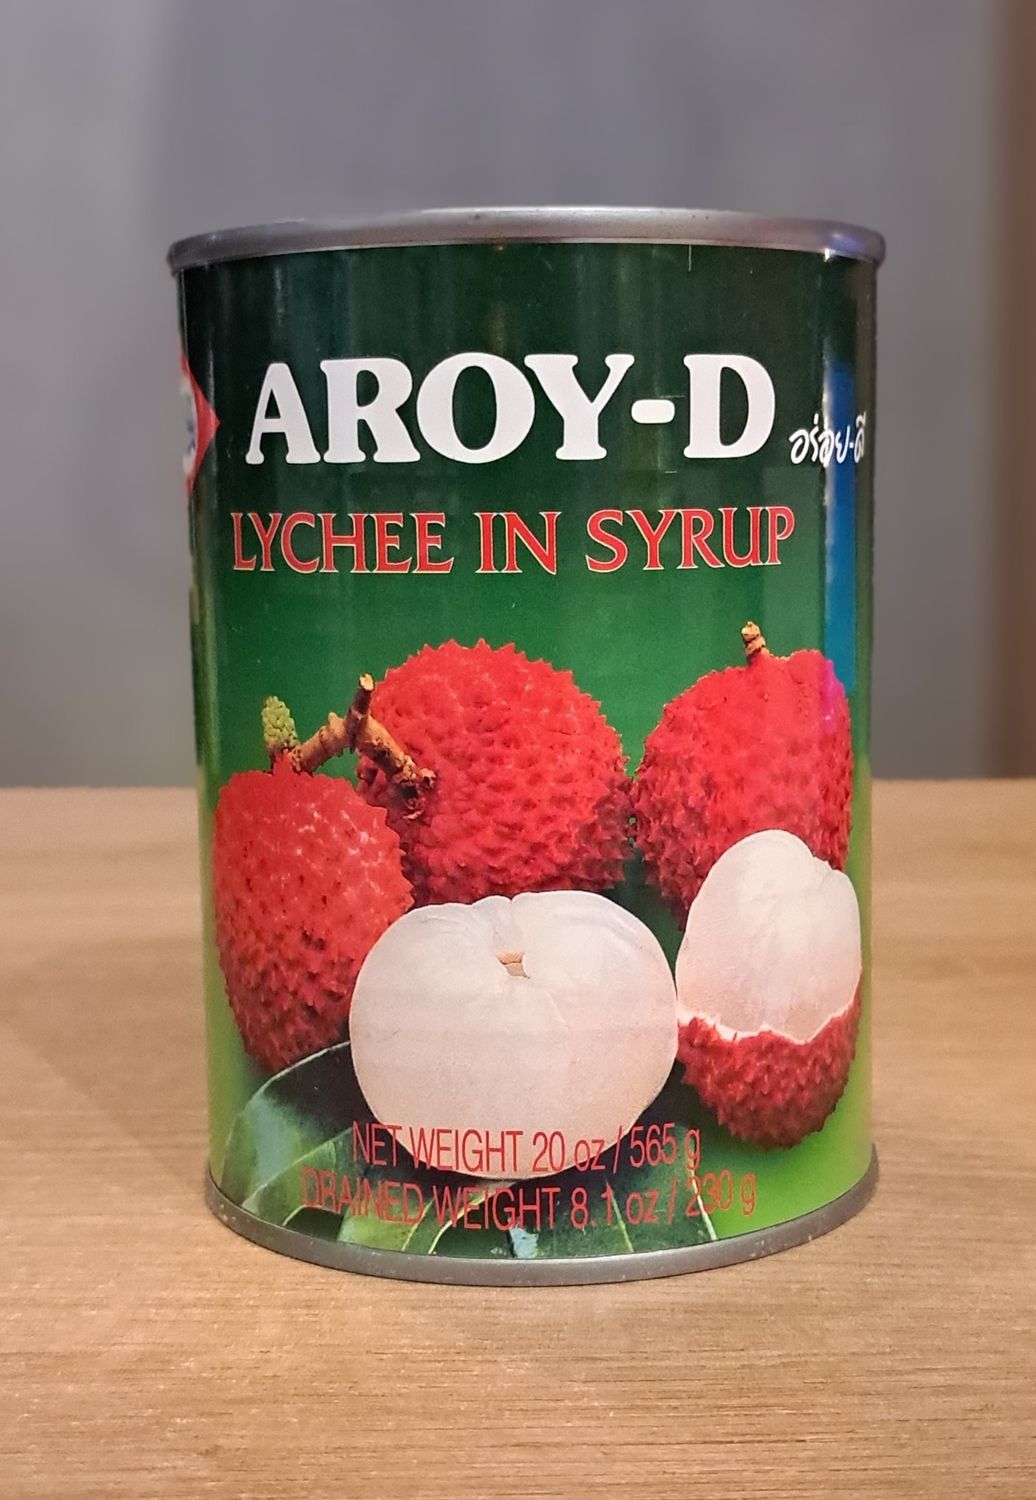 AROY-D
อร่อย-ดี
LYCHEE IN SYRUP
NET WEIGHT 20 oz / 565 g
DRAINED WEIGHT 8.1 oz / 230 g